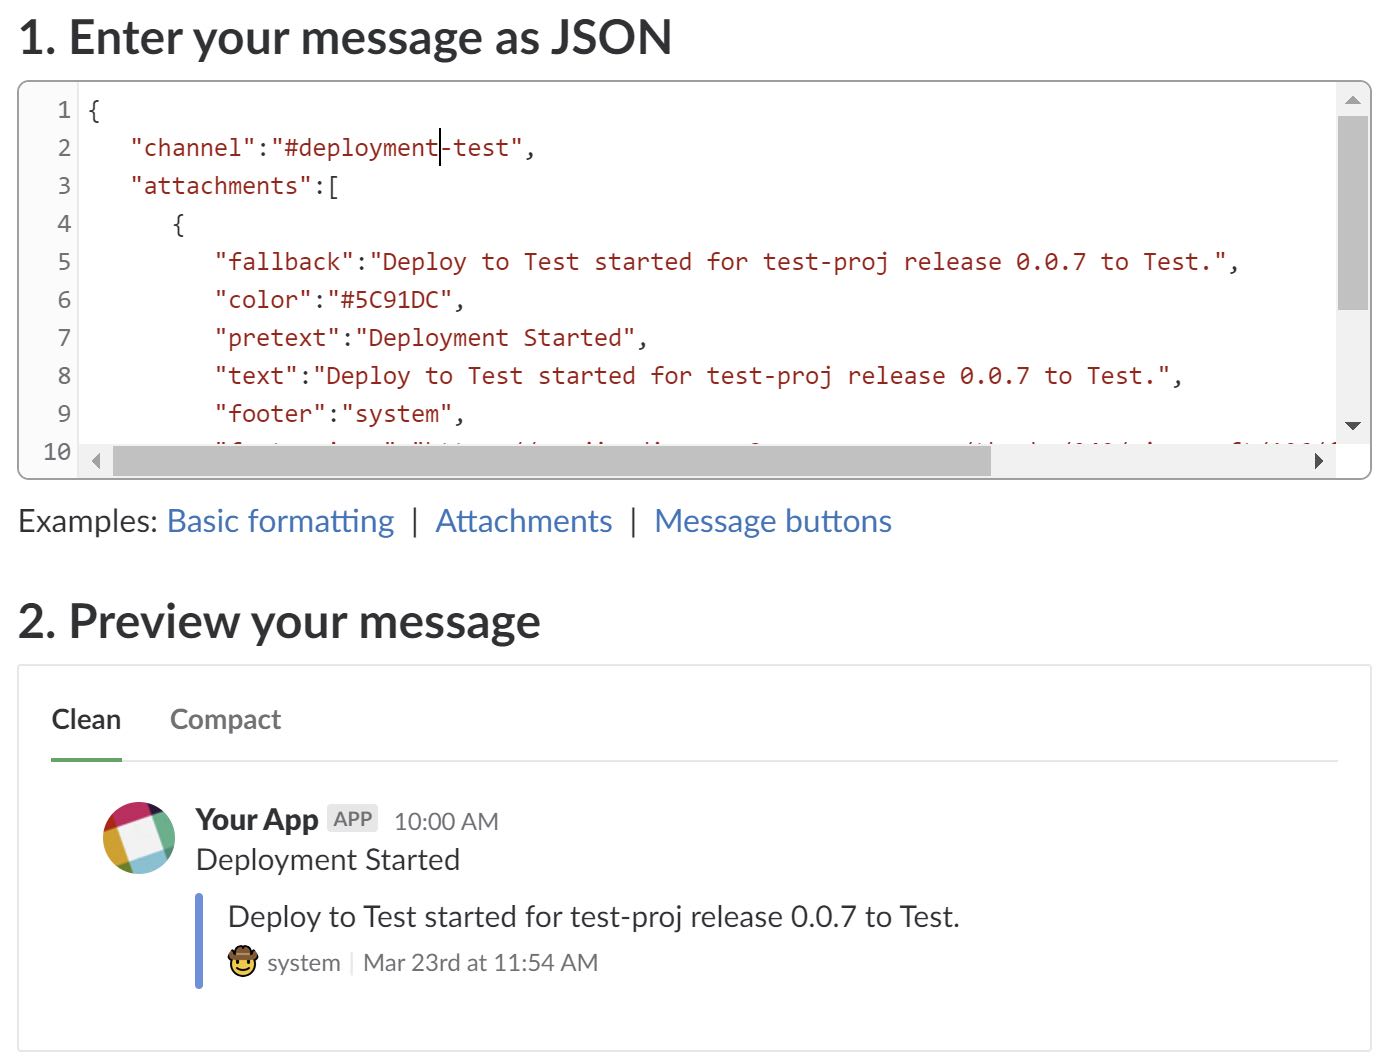 1. Enter your message as JSON
1 {
2 "channel":"#deployment-test",
3 "attachments":[
4 {
5 "fallback":"Deploy to Test started for test-proj release 0.0.7 to Test.",
6 "color":"#5C91DC",
7 "pretext":"Deployment Started",
8 "text":"Deploy to Test started for test-proj release 0.0.7 to Test.",
9 "footer":"system",
10
Examples: Basic formatting | Attachments | Message buttons
2. Preview your message
Clean Compact
Your App APP 10:00 AM
Deployment Started
Deploy to Test started for test-proj release 0.0.7 to Test.
system | Mar 23rd at 11:54 AM